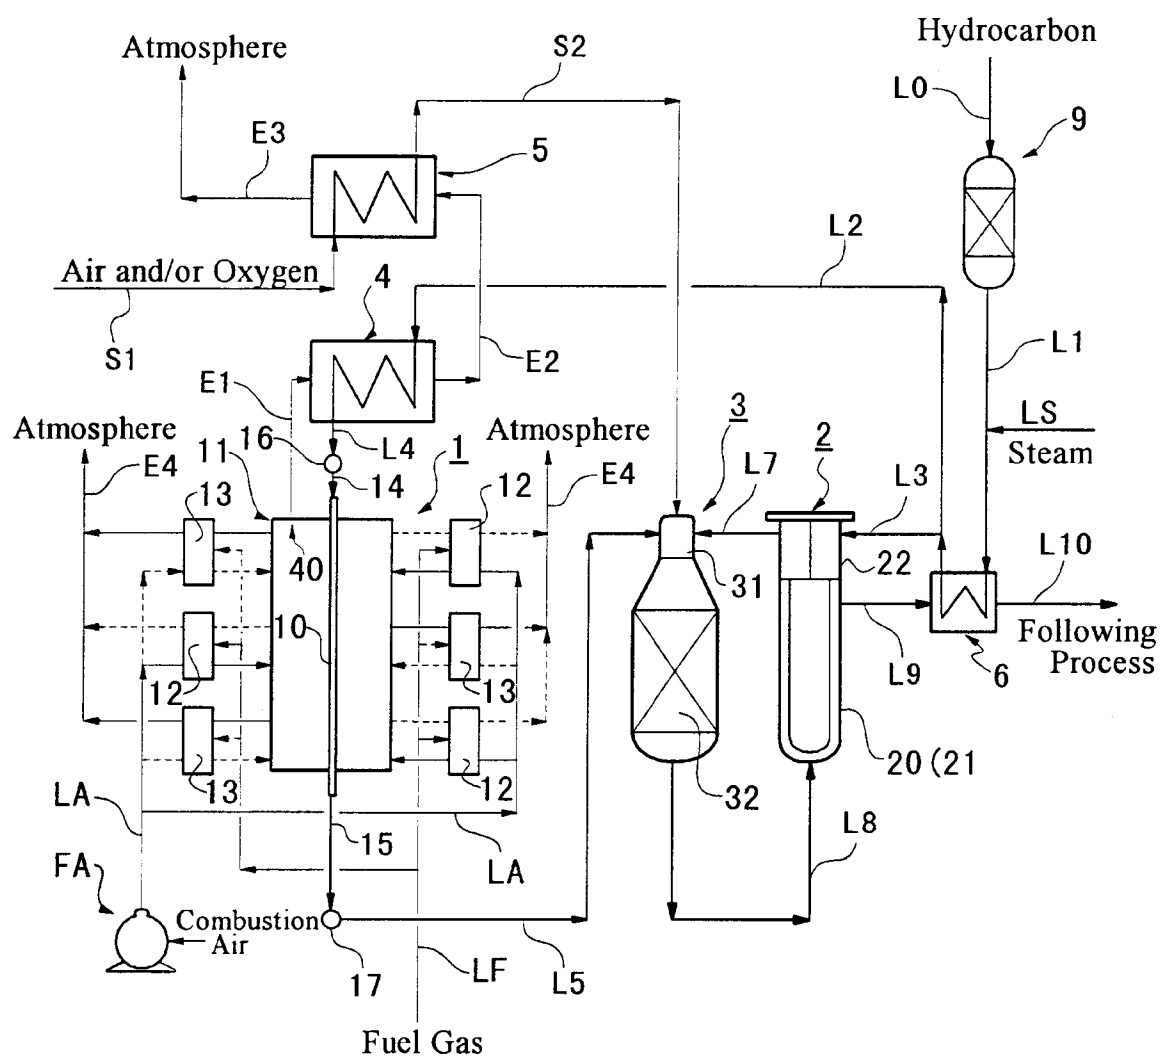 Hydrocarbon
Atmosphere
S2
L0
9
E3
5
L2
Air and/or Oxygen
4
S1
E2
L1
E1
LS
Steam
Atmosphere
16
L4
1
Atmosphere
3
2
E4
11
14
12
E4
L7
L3
13
L10
40
31
22
10
Following
Process
12
13
L9
6
20 (21
13
12
32
LA
15
LA
L8
FA
Combustion
Air
17
LF
L5
Fuel Gas